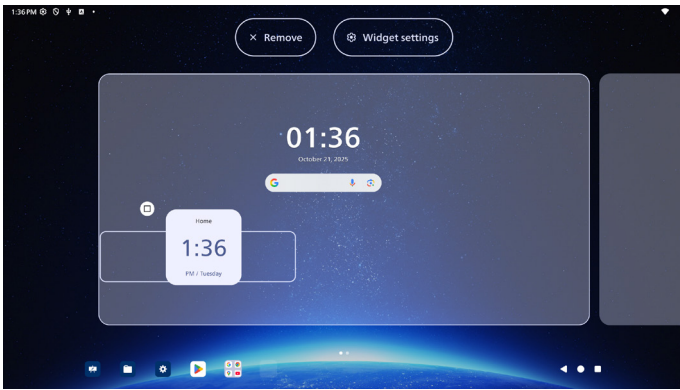 1:36 PM
× Remove
Widget settings
01:36
October 21, 2025
Home
1:36
PM / Tuesday